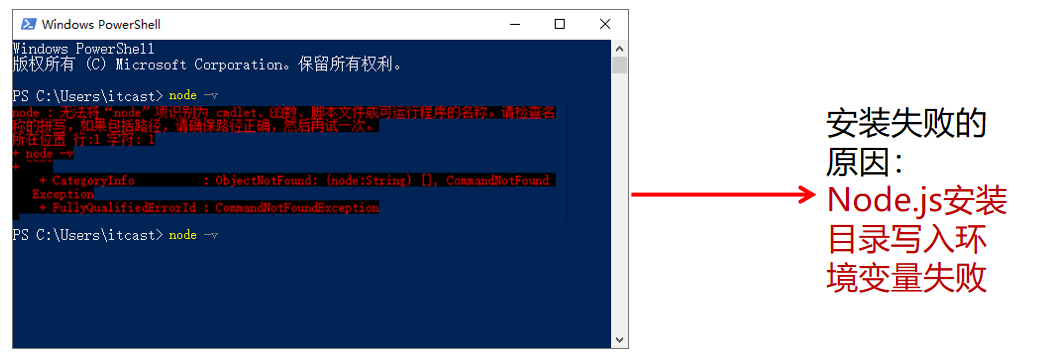 Windows PowerShell
Windows PowerShell
版权所有 (C) Microsoft Corporation。保留所有权利。
PS C:\Users\itcast> node -v
node : 无法将“node”项识别为 cmdlet、函数、脚本文件或可运行程序的名称。请检查名
称的拼写，如果包括路径，请确保路径正确，然后再试一次。
所在位置 行:1 字符: 1
+ node -v
+ ~~~~
+ CategoryInfo : ObjectNotFound: (node:String) [], CommandNotFound
Exception
+ FullyQualifiedErrorId : CommandNotFoundException
PS C:\Users\itcast> node -v
安装失败的
原因：
Node.js安装
目录写入环
境变量失败